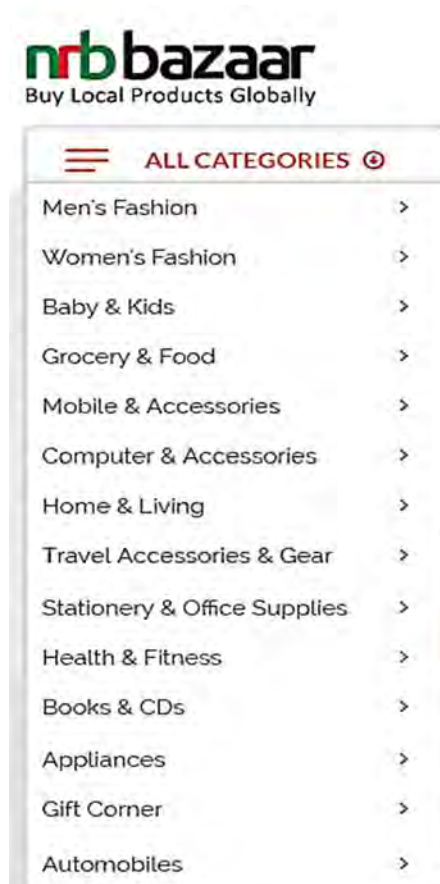 nrbbazaar
Buy Local Products Globally
ALL CATEGORIES
Men's Fashion >
Women's Fashion >
Baby & Kids >
Grocery & Food >
Mobile & Accessories >
Computer & Accessories >
Home & Living >
Travel Accessories & Gear >
Stationery & Office Supplies >
Health & Fitness >
Books & CDs >
Appliances >
Gift Corner >
Automobiles >